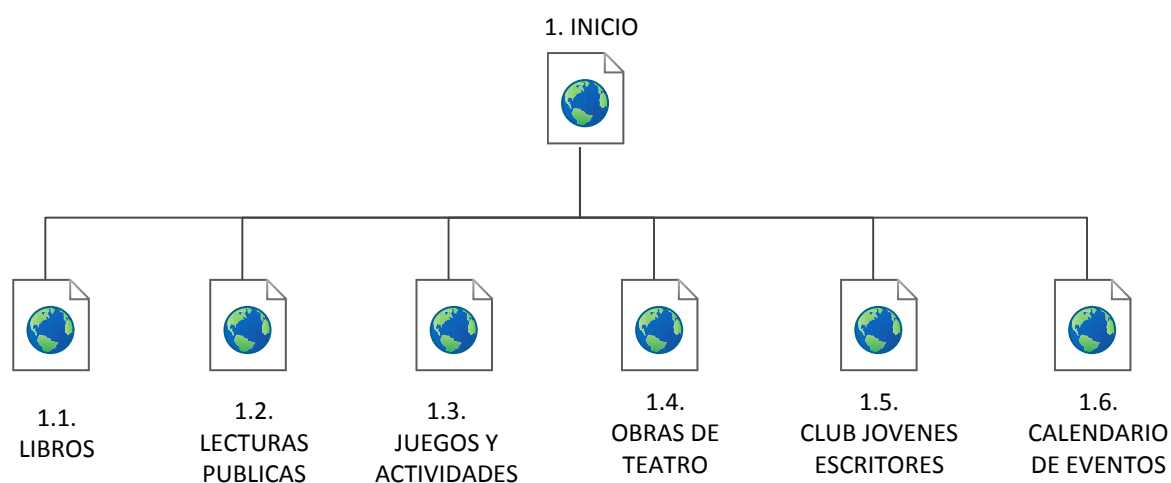 1. INICIO
1.1.
LIBROS
1.2.
LECTURAS
PUBLICAS
1.3.
JUEGOS Y
ACTIVIDADES
1.4.
OBRAS DE
TEATRO
1.5.
CLUB JOVENES
ESCRITORES
1.6.
CALENDARIO
DE EVENTOS